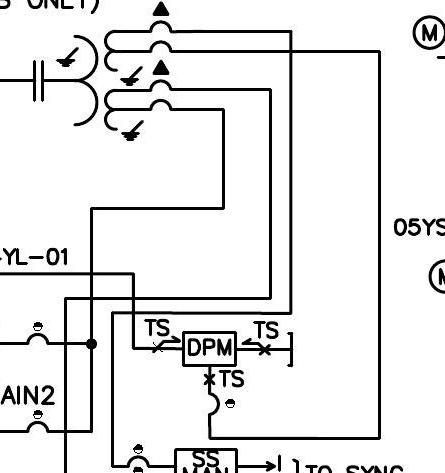 ONLY)
M
05YS
YL-01
TS
TS
DPM
TS
AIN2
SS
MAN
TO SYNC